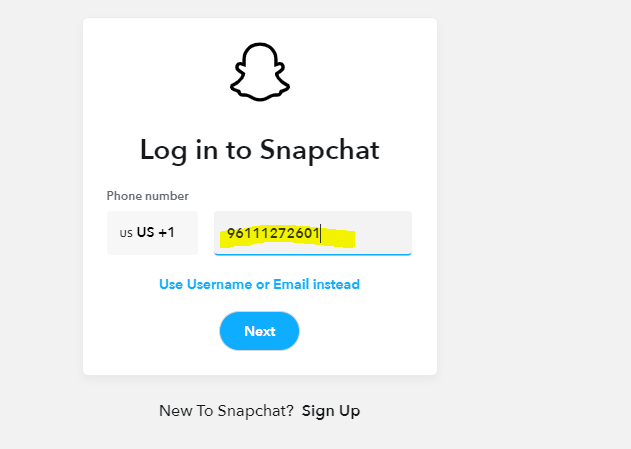 Log in to Snapchat
Phone number
US US +1
96111272601
Use Username or Email instead
Next
New To Snapchat? Sign Up